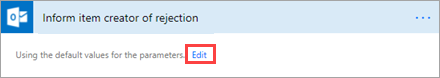 Inform item creator of rejection
Using the default values for the parameters. Edit